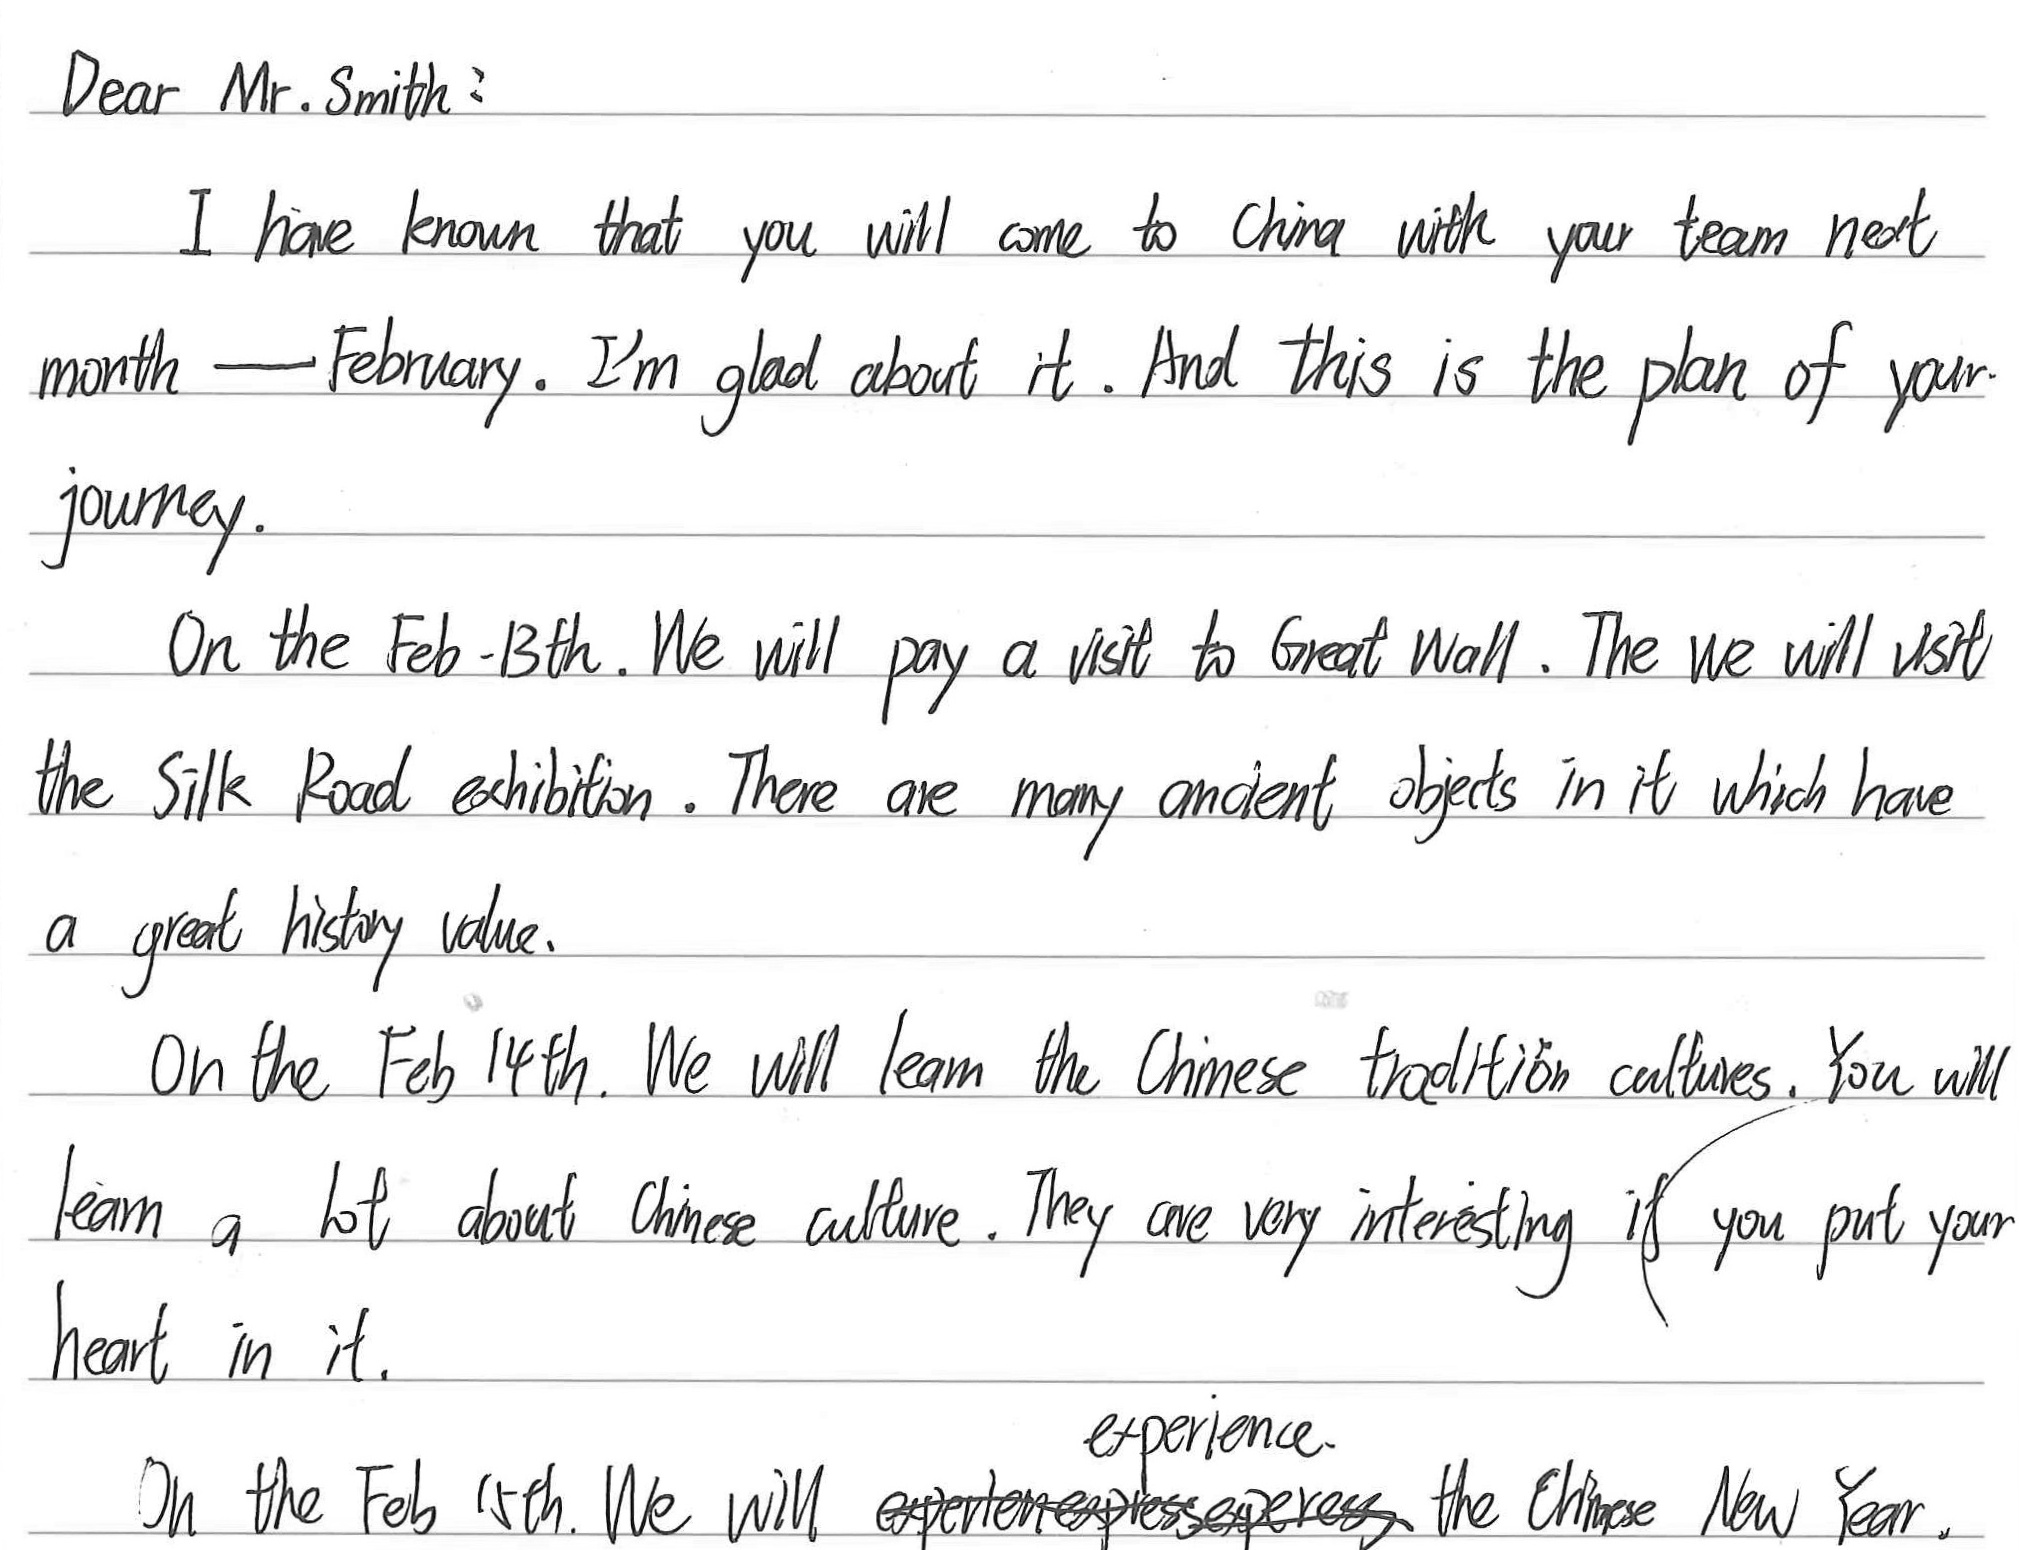 Dear Mr. Smith:
I have known that you will come to China with your team next
month — February. I'm glad about it. And this is the plan of your
journey.
On the Feb-13th. We will pay a visit to Great Wall. The we will visit
the Silk Road exhibition. There are many ancient objects in it which have
a great history value.
On the Feb 14th. We will learn the Chinese tradition cultures. You will
learn a lot about Chinese culture. They are very interesting if you put your
heart in it.
experience
On the Feb 15th. We will the Chinese New Year.